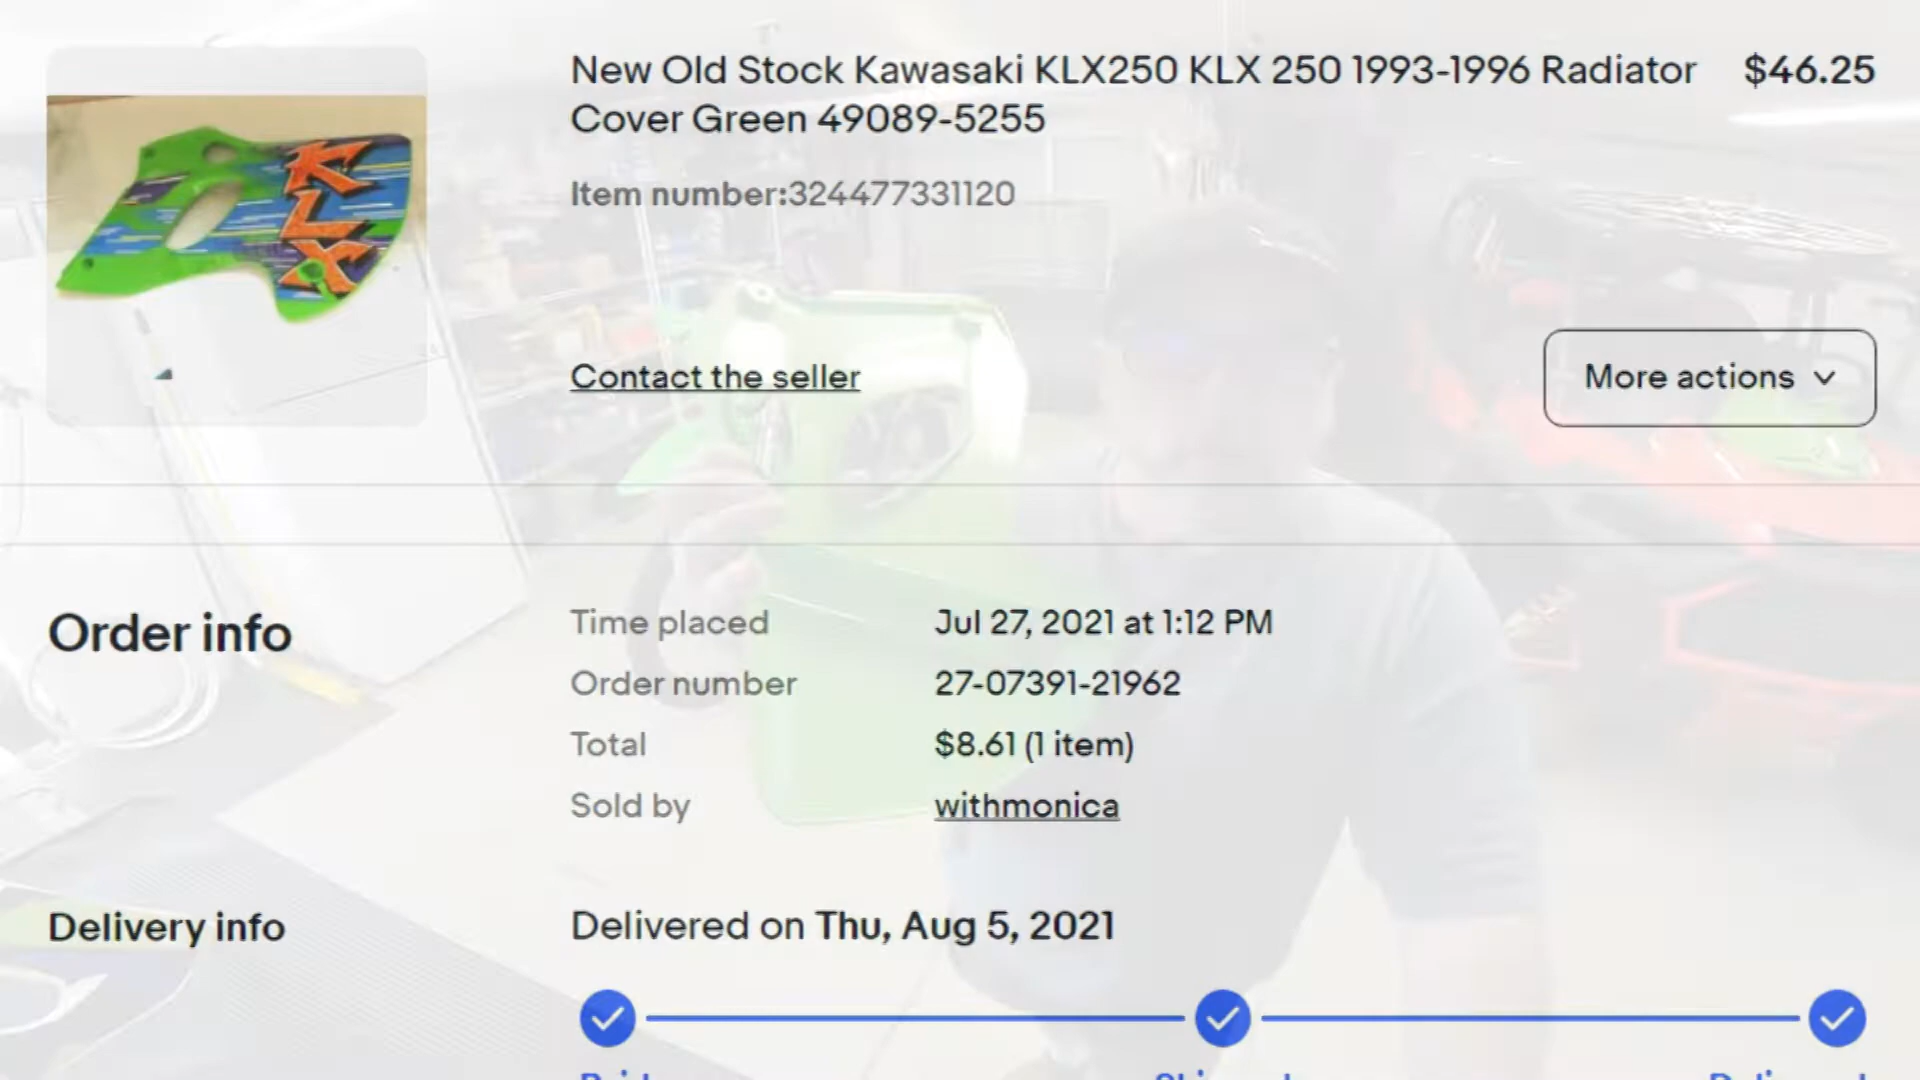 New Old Stock Kawasaki KLX250 KLX 250 1993-1996 Radiator $46.25
Cover Green 49089-5255
Item number:324477331120
KLX
Contact the seller
More actions
Order info
Time placed Jul 27, 2021 at 1:12 PM
Order number 27-07391-21962
Total $8.61 (1 item)
Sold by withmonica
Delivery info
Delivered on Thu, Aug 5, 2021